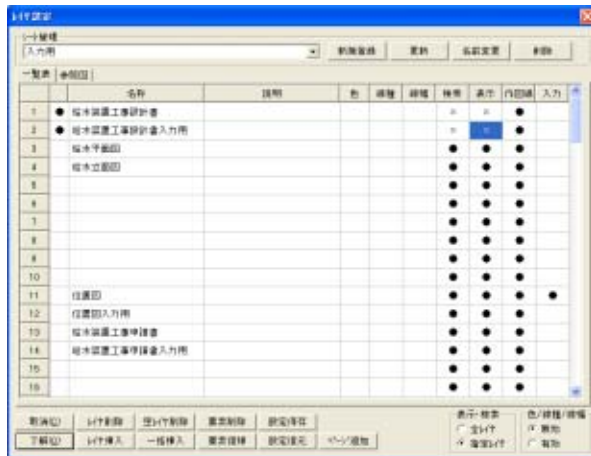 ﾚｲﾔ設定
シート管理
入力用
新規登録 更新 名前変更 削除
一覧表 参照図
名称 説明 色 線種 線幅 検索 表示 作図順 入力
1 ● 給水装置工事設計書 ●
2 ● 給水装置工事設計書入力用 ●
3 給水平面図 ● ● ●
4 給水立面図 ● ● ●
5 ● ● ●
6 ● ● ●
7 ● ● ●
8 ● ● ●
9 ● ● ●
10 ● ● ●
11 位置図 ● ● ● ●
12 位置図入力用 ● ● ●
13 給水装置工事申請書 ● ● ●
14 給水装置工事申請書入力用 ● ● ●
15 ● ● ●
16 ● ● ●
取消(C) ﾚｲﾔ削除 空ﾚｲﾔ削除 要素削除 設定保存
了解(U) ﾚｲﾔ挿入 一括挿入 要素復帰 設定復元 ﾍﾟｰｼﾞ追加
表示・検索
全ﾚｲﾔ
指定ﾚｲﾔ
色/線種/線幅
無効
有効